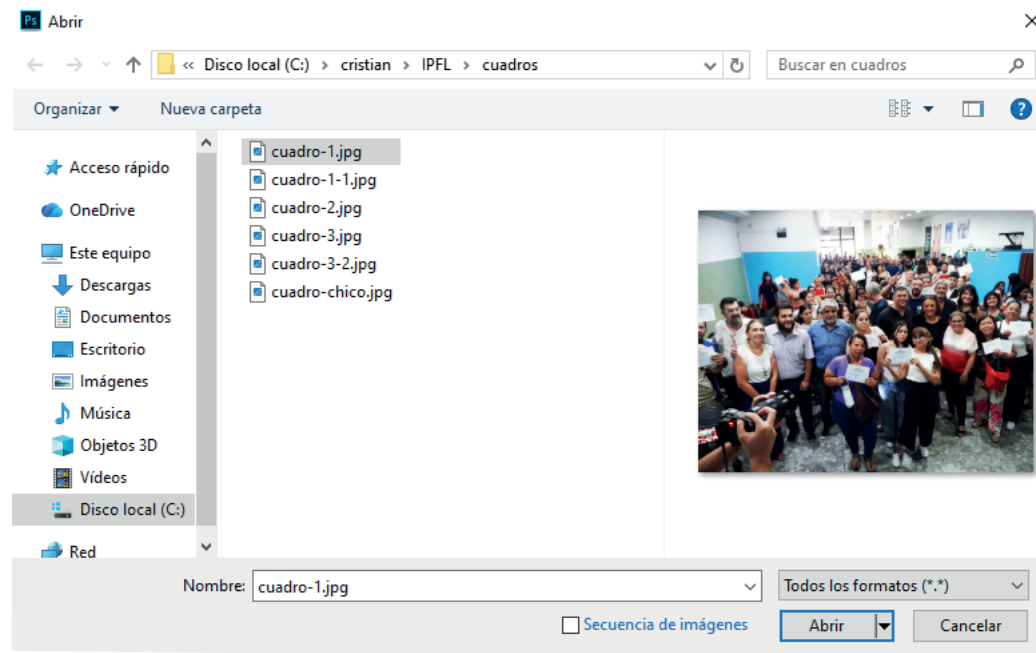 Ps Abrir
« Disco local (C:) › cristian › IPFL › cuadros
Buscar en cuadros
Organizar
Nueva carpeta
?
Acceso rápido
OneDrive
Este equipo
Descargas
Documentos
Escritorio
Imágenes
Música
Objetos 3D
Vídeos
Disco local (C:)
Red
cuadro-1.jpg
cuadro-1-1.jpg
cuadro-2.jpg
cuadro-3.jpg
cuadro-3-2.jpg
cuadro-chico.jpg
Nombre: cuadro-1.jpg
Todos los formatos (*.*)
Secuencia de imágenes
Abrir
Cancelar